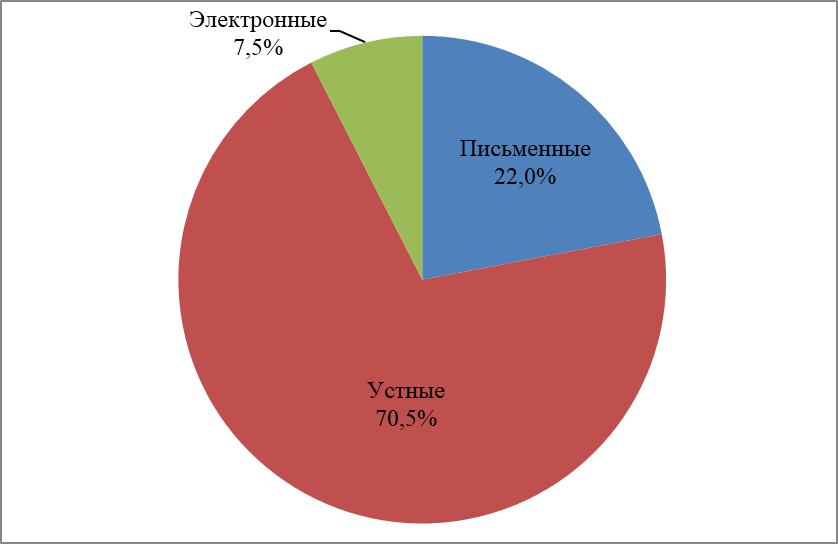 Электронные
7,5%
Письменные
22,0%
Устные
70,5%